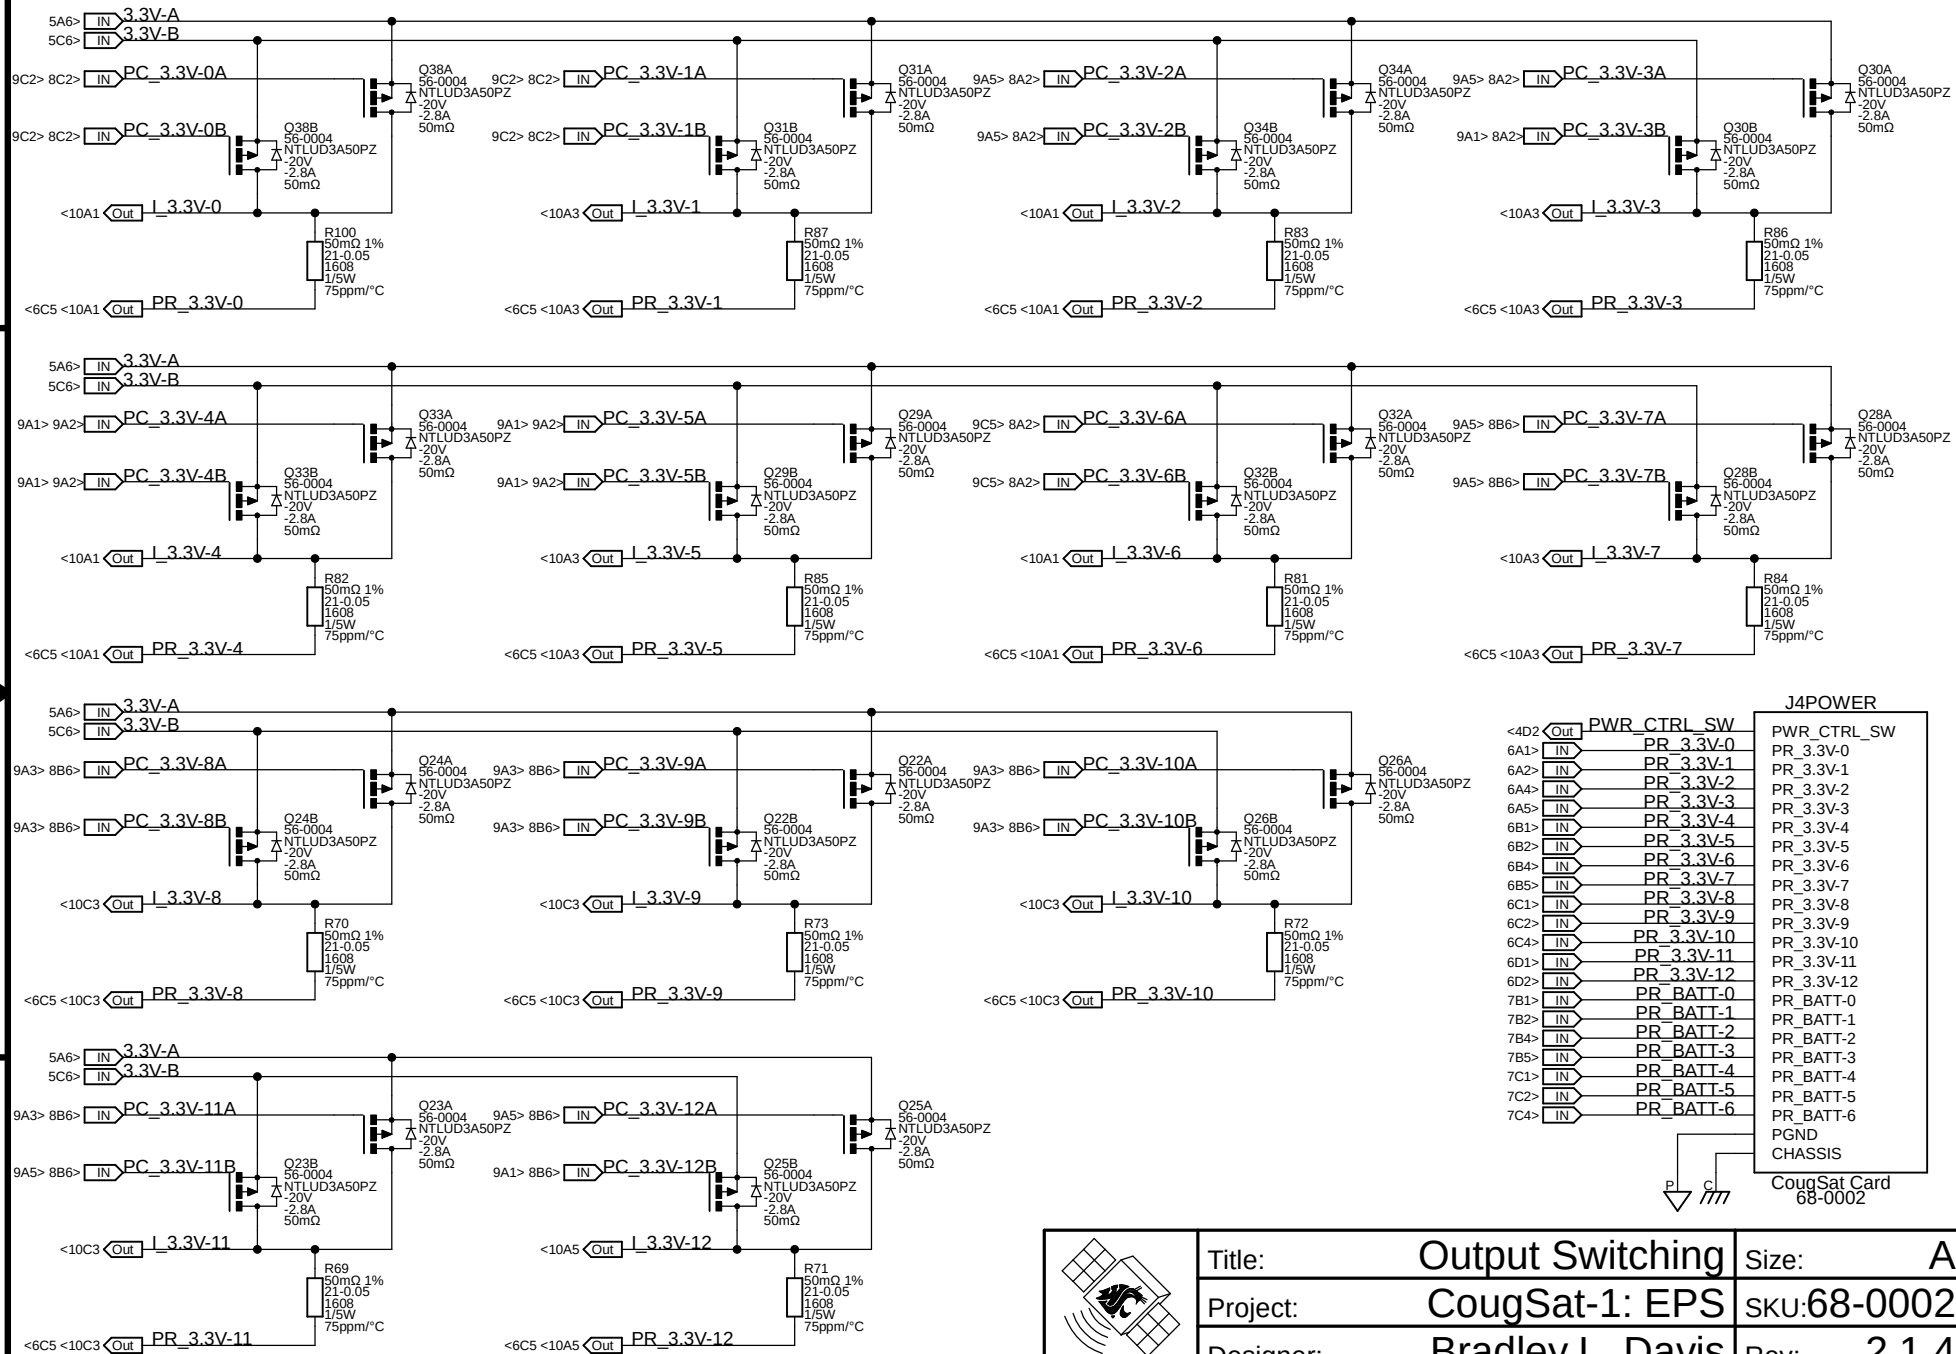 5A6> IN 3.3V-A
5C6> IN 3.3V-B
9C2> 8C2> IN PC_3.3V-0A
Q38A
56-0004
NTLUD3A50PZ
-20V
-2.8A
50mΩ
9C2> 8C2> IN PC_3.3V-0B
Q38B
56-0004
NTLUD3A50PZ
-20V
-2.8A
50mΩ
<10A1 Out I_3.3V-0
R100
50mΩ 1%
21-0.05
1608
1/5W
75ppm/°C
<6C5 <10A1 Out PR_3.3V-0
9C2> 8C2> IN PC_3.3V-1A
Q31A
56-0004
NTLUD3A50PZ
-20V
-2.8A
50mΩ
9C2> 8C2> IN PC_3.3V-1B
Q31B
56-0004
NTLUD3A50PZ
-20V
-2.8A
50mΩ
<10A3 Out I_3.3V-1
R87
50mΩ 1%
21-0.05
1608
1/5W
75ppm/°C
<6C5 <10A3 Out PR_3.3V-1
9A5> 8A2> IN PC_3.3V-2A
Q34A
56-0004
NTLUD3A50PZ
-20V
-2.8A
50mΩ
9A5> 8A2> IN PC_3.3V-2B
Q34B
56-0004
NTLUD3A50PZ
-20V
-2.8A
50mΩ
<10A1 Out I_3.3V-2
R83
50mΩ 1%
21-0.05
1608
1/5W
75ppm/°C
<6C5 <10A1 Out PR_3.3V-2
9A5> 8A2> IN PC_3.3V-3A
Q30A
56-0004
NTLUD3A50PZ
-20V
-2.8A
50mΩ
9A1> 8A2> IN PC_3.3V-3B
Q30B
56-0004
NTLUD3A50PZ
-20V
-2.8A
50mΩ
<10A3 Out I_3.3V-3
R86
50mΩ 1%
21-0.05
1608
1/5W
75ppm/°C
<6C5 <10A3 Out PR_3.3V-3
5A6> IN 3.3V-A
5C6> IN 3.3V-B
9A1> 9A2> IN PC_3.3V-4A
Q33A
56-0004
NTLUD3A50PZ
-20V
-2.8A
50mΩ
9A1> 9A2> IN PC_3.3V-4B
Q33B
56-0004
NTLUD3A50PZ
-20V
-2.8A
50mΩ
<10A1 Out I_3.3V-4
R82
50mΩ 1%
21-0.05
1608
1/5W
75ppm/°C
<6C5 <10A1 Out PR_3.3V-4
9A1> 9A2> IN PC_3.3V-5A
Q29A
56-0004
NTLUD3A50PZ
-20V
-2.8A
50mΩ
9A1> 9A2> IN PC_3.3V-5B
Q29B
56-0004
NTLUD3A50PZ
-20V
-2.8A
50mΩ
<10A3 Out I_3.3V-5
R85
50mΩ 1%
21-0.05
1608
1/5W
75ppm/°C
<6C5 <10A3 Out PR_3.3V-5
9C5> 8A2> IN PC_3.3V-6A
Q32A
56-0004
NTLUD3A50PZ
-20V
-2.8A
50mΩ
9C5> 8A2> IN PC_3.3V-6B
Q32B
56-0004
NTLUD3A50PZ
-20V
-2.8A
50mΩ
<10A1 Out I_3.3V-6
R81
50mΩ 1%
21-0.05
1608
1/5W
75ppm/°C
<6C5 <10A1 Out PR_3.3V-6
9A5> 8B6> IN PC_3.3V-7A
Q28A
56-0004
NTLUD3A50PZ
-20V
-2.8A
50mΩ
9A5> 8B6> IN PC_3.3V-7B
Q28B
56-0004
NTLUD3A50PZ
-20V
-2.8A
50mΩ
<10A3 Out I_3.3V-7
R84
50mΩ 1%
21-0.05
1608
1/5W
75ppm/°C
<6C5 <10A3 Out PR_3.3V-7
5A6> IN 3.3V-A
5C6> IN 3.3V-B
9A3> 8B6> IN PC_3.3V-8A
Q24A
56-0004
NTLUD3A50PZ
-20V
-2.8A
50mΩ
9A3> 8B6> IN PC_3.3V-8B
Q24B
56-0004
NTLUD3A50PZ
-20V
-2.8A
50mΩ
<10C3 Out I_3.3V-8
R70
50mΩ 1%
21-0.05
1608
1/5W
75ppm/°C
<6C5 <10C3 Out PR_3.3V-8
9A3> 8B6> IN PC_3.3V-9A
Q22A
56-0004
NTLUD3A50PZ
-20V
-2.8A
50mΩ
9A3> 8B6> IN PC_3.3V-9B
Q22B
56-0004
NTLUD3A50PZ
-20V
-2.8A
50mΩ
<10C3 Out I_3.3V-9
R73
50mΩ 1%
21-0.05
1608
1/5W
75ppm/°C
<6C5 <10C3 Out PR_3.3V-9
9A3> 8B6> IN PC_3.3V-10A
Q26A
56-0004
NTLUD3A50PZ
-20V
-2.8A
50mΩ
9A3> 8B6> IN PC_3.3V-10B
Q26B
56-0004
NTLUD3A50PZ
-20V
-2.8A
50mΩ
<10C3 Out I_3.3V-10
R72
50mΩ 1%
21-0.05
1608
1/5W
75ppm/°C
<6C5 <10C3 Out PR_3.3V-10
5A6> IN 3.3V-A
5C6> IN 3.3V-B
9A3> 8B6> IN PC_3.3V-11A
Q23A
56-0004
NTLUD3A50PZ
-20V
-2.8A
50mΩ
9A5> 8B6> IN PC_3.3V-11B
Q23B
56-0004
NTLUD3A50PZ
-20V
-2.8A
50mΩ
<10C3 Out I_3.3V-11
R69
50mΩ 1%
21-0.05
1608
1/5W
75ppm/°C
<6C5 <10C3 Out PR_3.3V-11
9A5> 8B6> IN PC_3.3V-12A
Q25A
56-0004
NTLUD3A50PZ
-20V
-2.8A
50mΩ
9A1> 8B6> IN PC_3.3V-12B
Q25B
56-0004
NTLUD3A50PZ
-20V
-2.8A
50mΩ
<10A5 Out I_3.3V-12
R71
50mΩ 1%
21-0.05
1608
1/5W
75ppm/°C
<6C5 <10A5 Out PR_3.3V-12
J4POWER
<4D2 Out PWR_CTRL_SW PWR_CTRL_SW
6A1> IN PR_3.3V-0 PR_3.3V-0
6A2> IN PR_3.3V-1 PR_3.3V-1
6A4> IN PR_3.3V-2 PR_3.3V-2
6A5> IN PR_3.3V-3 PR_3.3V-3
6B1> IN PR_3.3V-4 PR_3.3V-4
6B2> IN PR_3.3V-5 PR_3.3V-5
6B4> IN PR_3.3V-6 PR_3.3V-6
6B5> IN PR_3.3V-7 PR_3.3V-7
6C1> IN PR_3.3V-8 PR_3.3V-8
6C2> IN PR_3.3V-9 PR_3.3V-9
6C4> IN PR_3.3V-10 PR_3.3V-10
6D1> IN PR_3.3V-11 PR_3.3V-11
6D2> IN PR_3.3V-12 PR_3.3V-12
7B1> IN PR_BATT-0 PR_BATT-0
7B2> IN PR_BATT-1 PR_BATT-1
7B4> IN PR_BATT-2 PR_BATT-2
7B5> IN PR_BATT-3 PR_BATT-3
7C1> IN PR_BATT-4 PR_BATT-4
7C2> IN PR_BATT-5 PR_BATT-5
7C4> IN PR_BATT-6 PR_BATT-6
PGND
CHASSIS
P C
CougSat Card
68-0002
Title: Output Switching Size: A
Project: CougSat-1: EPS SKU:68-0002
Designer: Bradley L. Davis Rev: 2.1.4